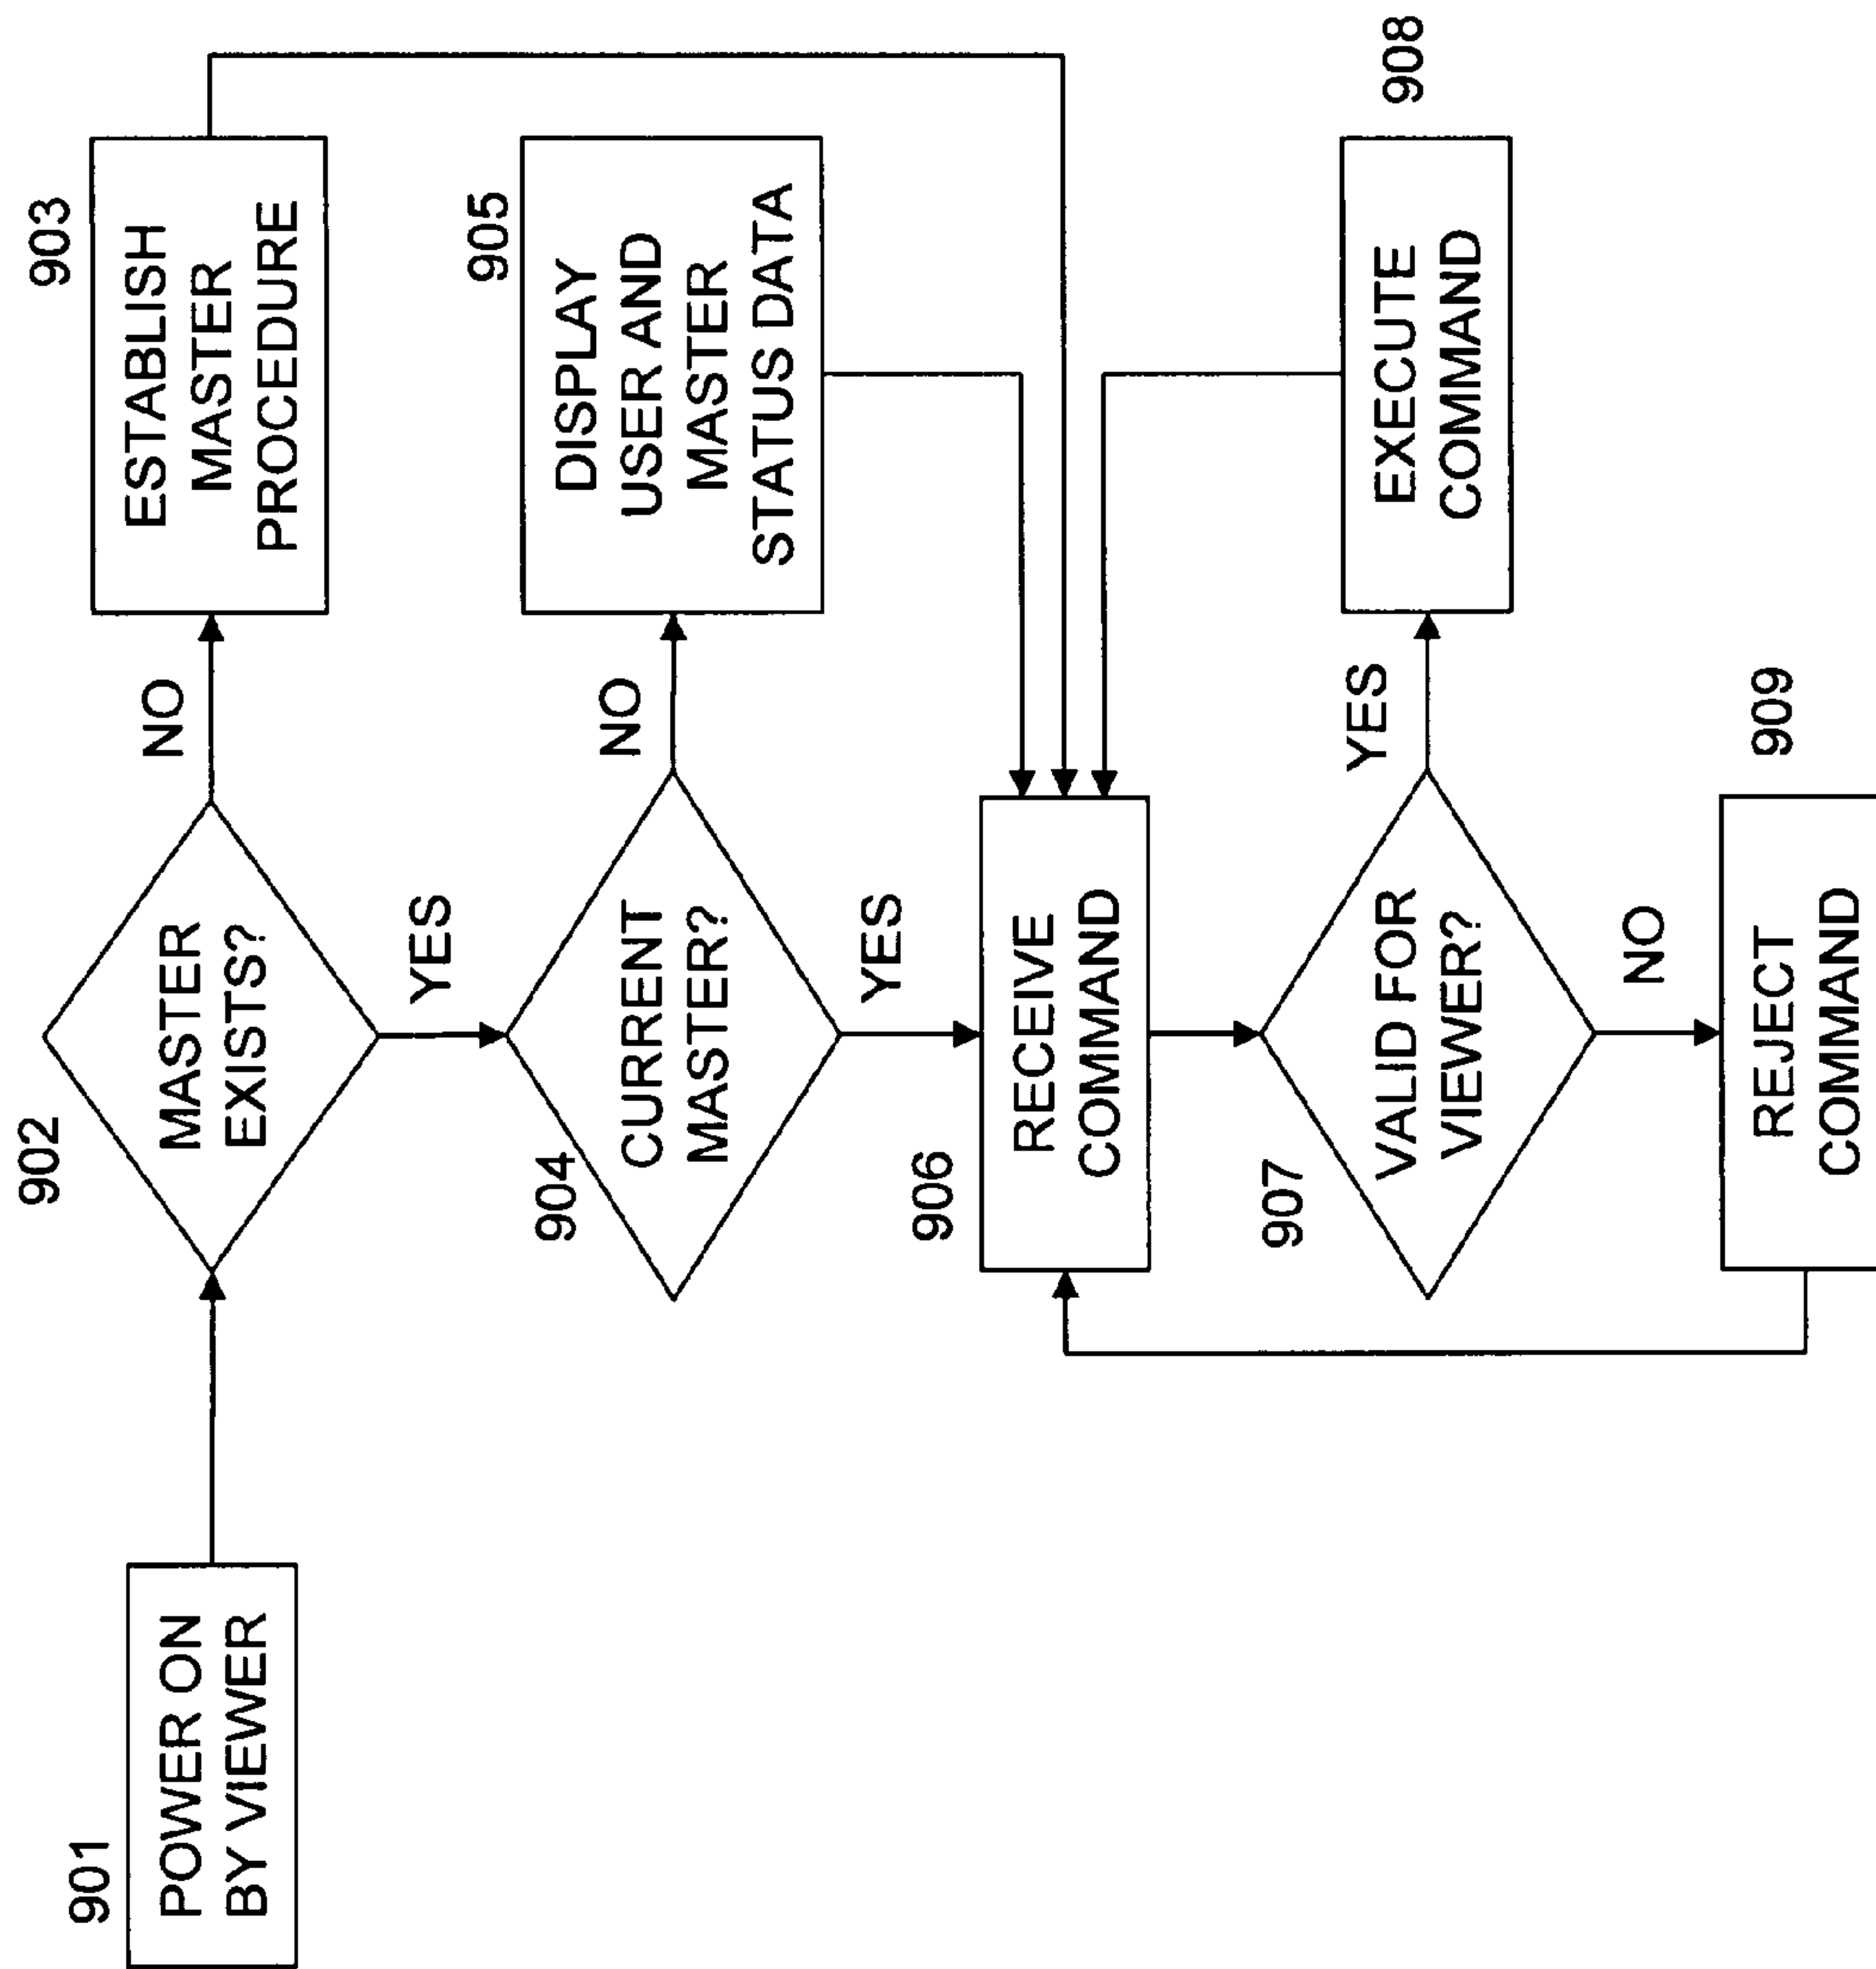 901
POWER ON
BY VIEWER
902
MASTER
EXISTS?
NO
903
ESTABLISH
MASTER
PROCEDURE
YES
904
CURRENT
MASTER?
NO
905
DISPLAY
USER AND
MASTER
STATUS DATA
YES
906
RECEIVE
COMMAND
907
VALID FOR
VIEWER?
YES
908
EXECUTE
COMMAND
NO
909
REJECT
COMMAND